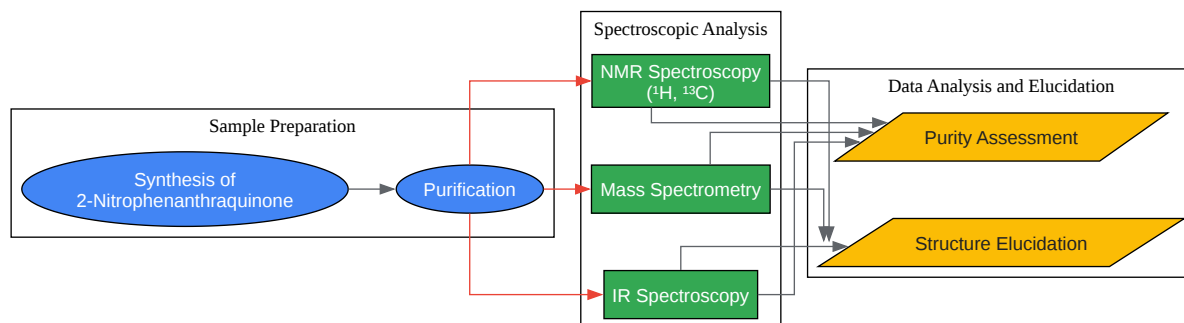 Sample Preparation
Synthesis of
2-Nitrophenanthraquinone
Purification
Spectroscopic Analysis
NMR Spectroscopy
(¹H, ¹³C)
Mass Spectrometry
IR Spectroscopy
Data Analysis and Elucidation
Purity Assessment
Structure Elucidation